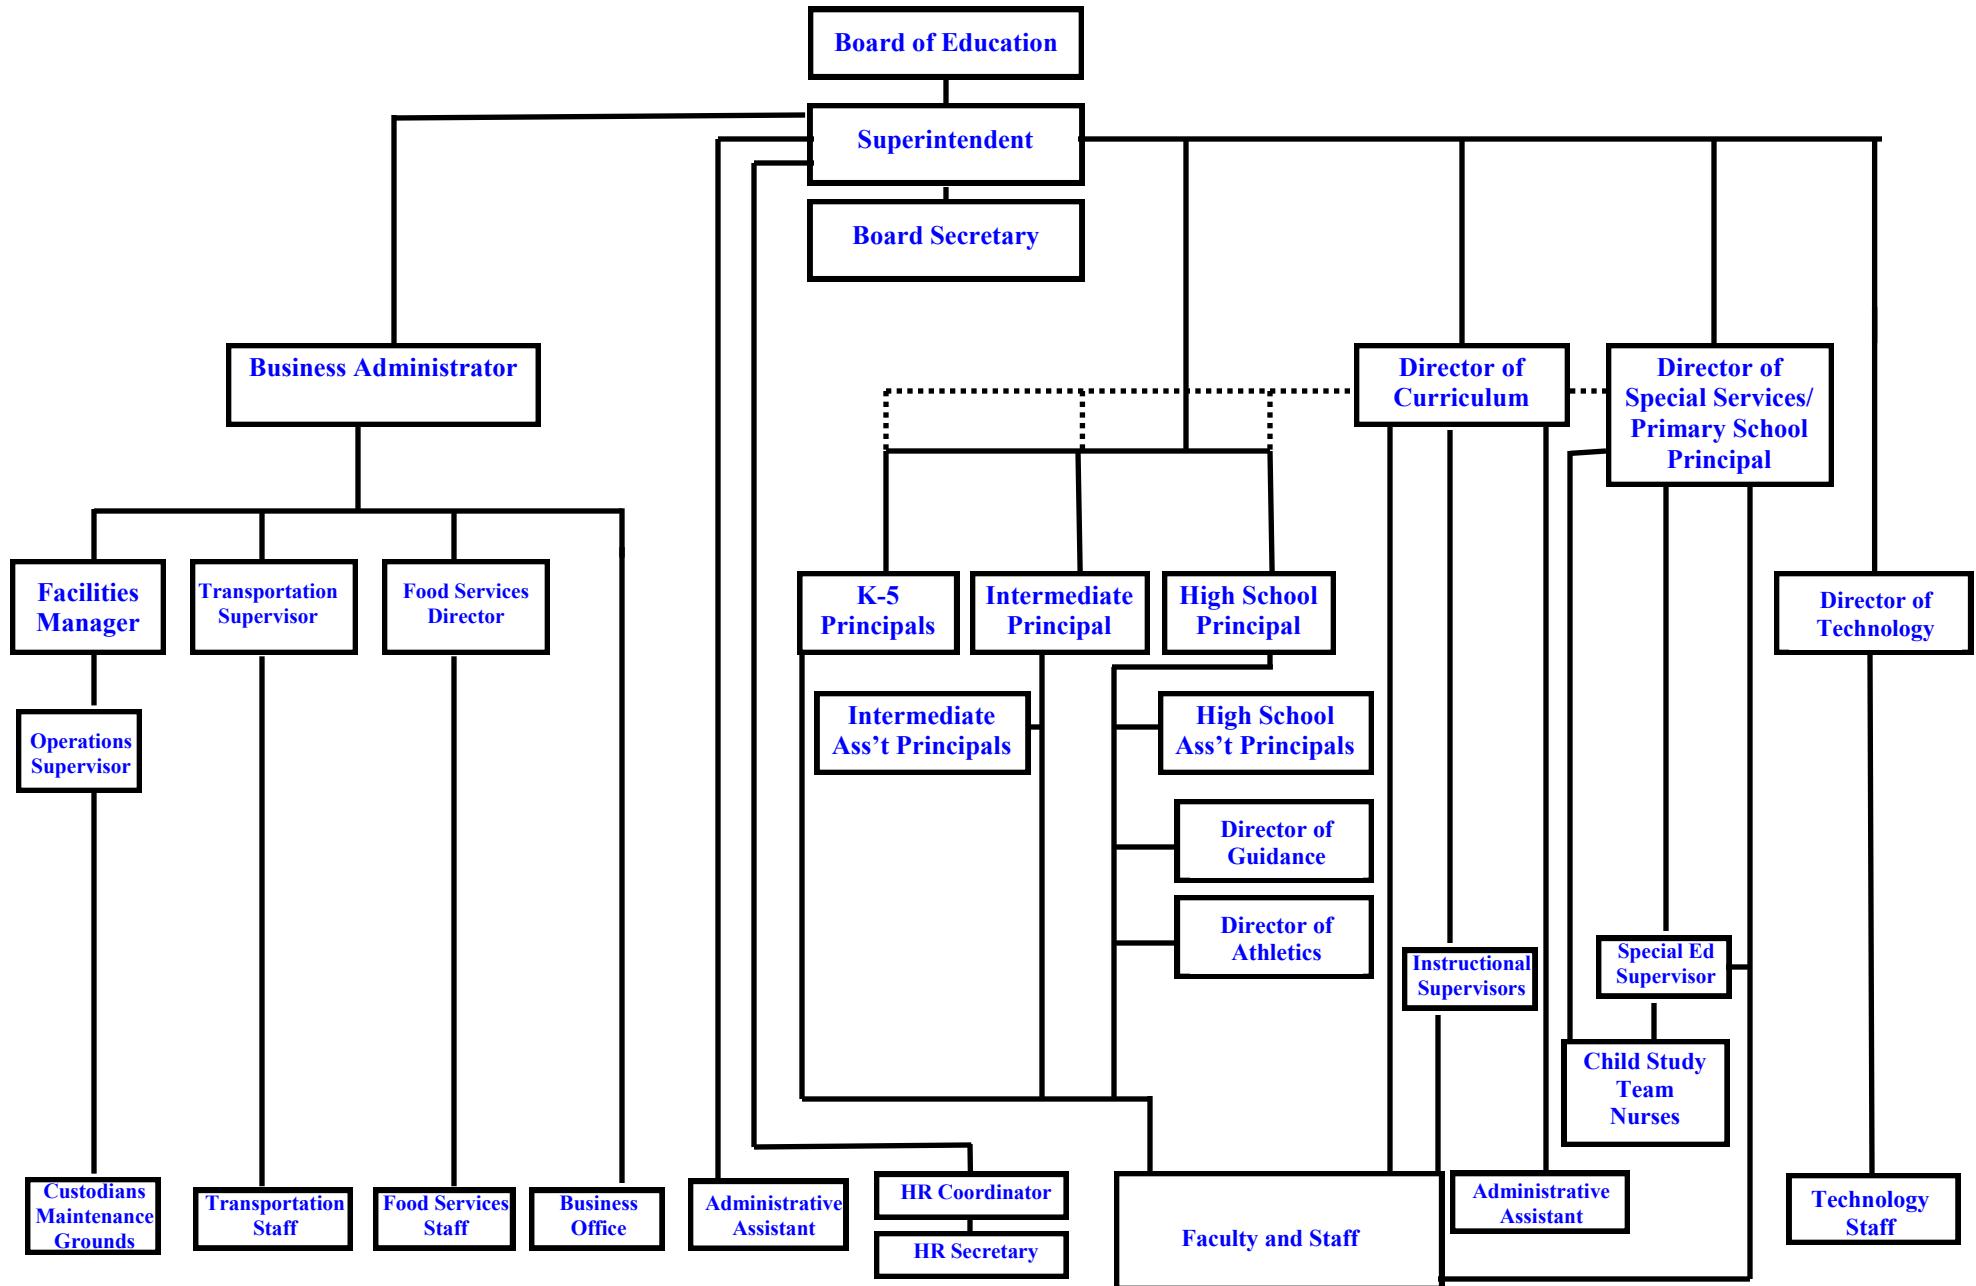 Board of Education
Superintendent
Board Secretary
Business Administrator
Director of
Curriculum
Director of
Special Services/
Primary School
Principal
Facilities
Manager
Transportation
Supervisor
Food Services
Director
K-5
Principals
Intermediate
Principal
High School
Principal
Director of
Technology
Operations
Supervisor
Intermediate
Ass’t Principals
High School
Ass’t Principals
Director of
Guidance
Director of
Athletics
Instructional
Supervisors
Special Ed
Supervisor
Child Study
Team
Nurses
Custodians
Maintenance
Grounds
Transportation
Staff
Food Services
Staff
Business
Office
Administrative
Assistant
HR Coordinator
HR Secretary
Faculty and Staff
Administrative
Assistant
Technology
Staff